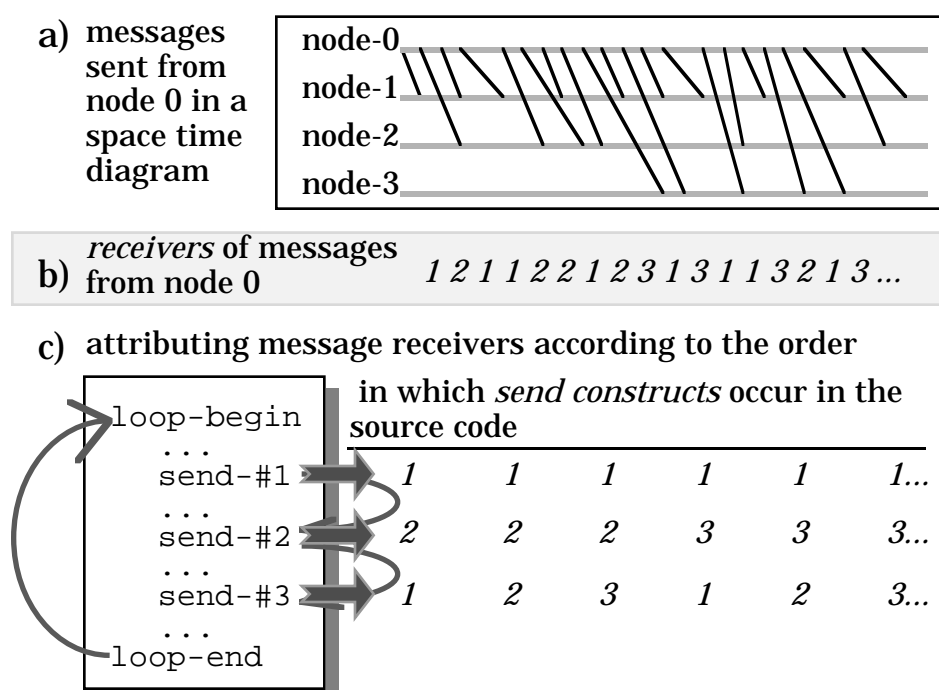 a) messages
sent from
node 0 in a
space time
diagram
node-0
node-1
node-2
node-3
b) receivers of messages
from node 0
1 2 1 1 2 2 1 2 3 1 3 1 1 3 2 1 3 ...
c) attributing message receivers according to the order
in which send constructs occur in the
source code
loop-begin
...
send-#1
...
send-#2
...
send-#3
...
loop-end
1 1 1 1 1 1...
2 2 2 3 3 3...
1 2 3 1 2 3...